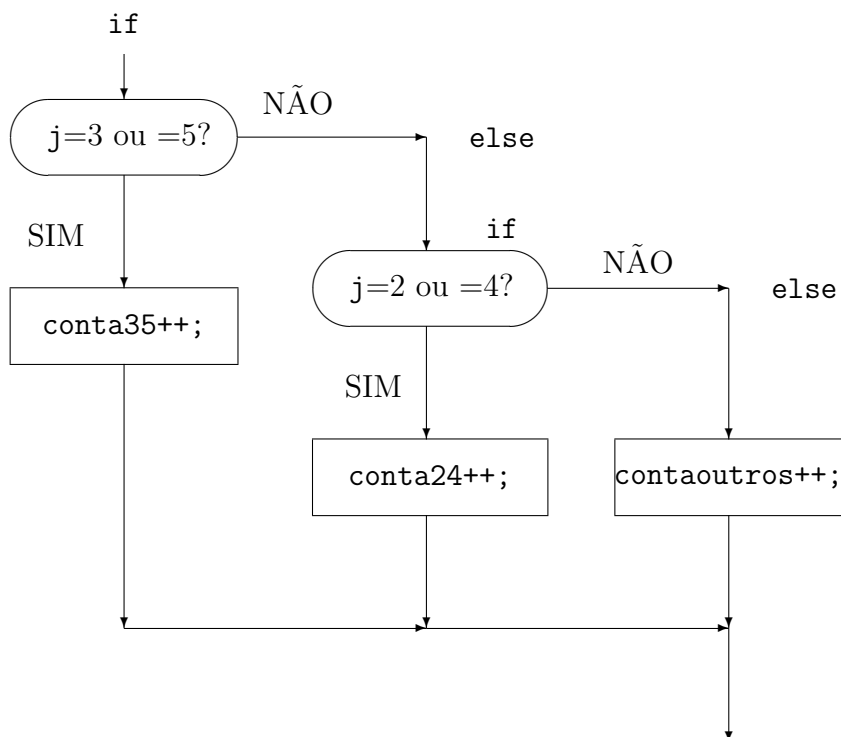 if
NÃO
j=3 ou =5?
else
SIM
if
NÃO
j=2 ou =4?
else
conta35++;
SIM
conta24++;
contaoutros++;